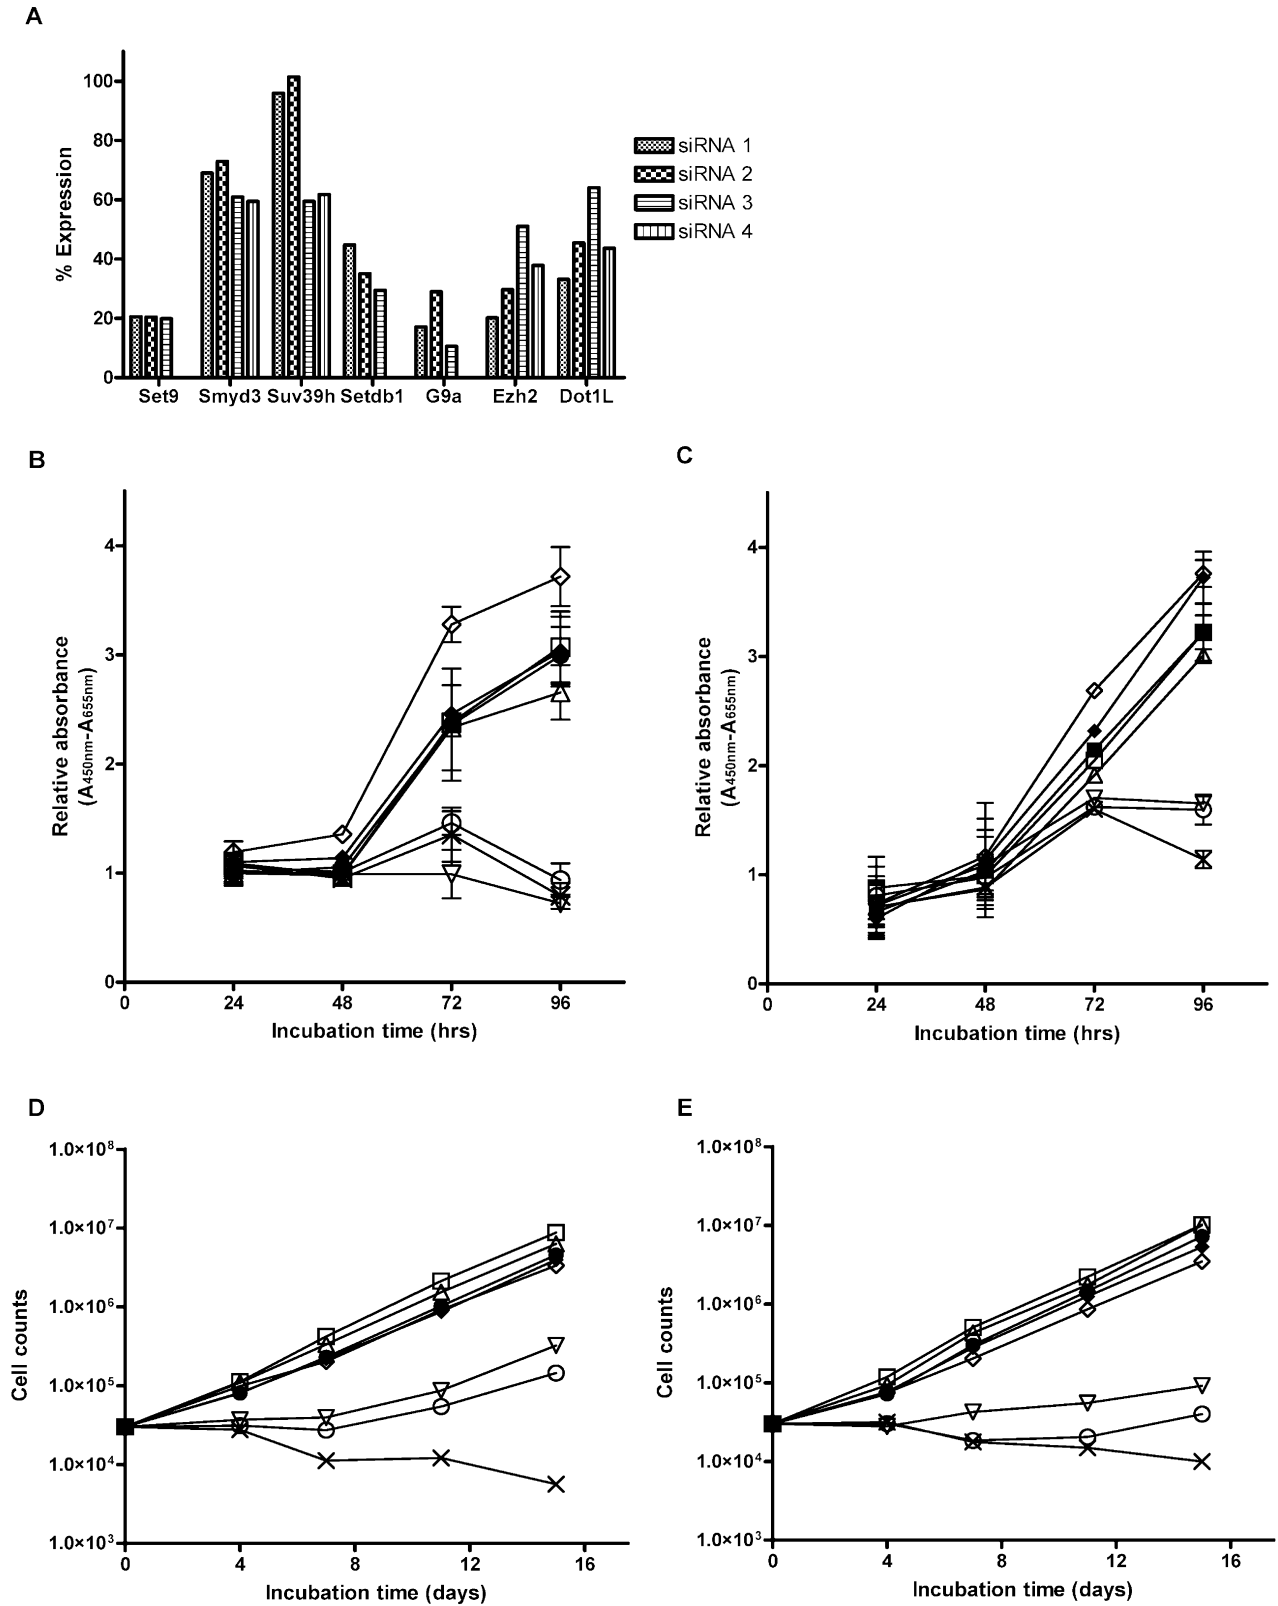 A
% Expression
100
80
60
40
20
0
Set9 Smyd3 Suv39h Setdb1 G9a Ezh2 Dot1L
siRNA 1
siRNA 2
siRNA 3
siRNA 4
B
Relative absorbance
(A450nm-A655nm)
4
3
2
1
0
0 24 48 72 96
Incubation time (hrs)
C
Relative absorbance
(A450nm-A655nm)
4
3
2
1
0
0 24 48 72 96
Incubation time (hrs)
D
Cell counts
1.0×10⁸
1.0×10⁷
1.0×10⁶
1.0×10⁵
1.0×10⁴
1.0×10³
0 4 8 12 16
Incubation time (days)
E
Cell counts
1.0×10⁸
1.0×10⁷
1.0×10⁶
1.0×10⁵
1.0×10⁴
1.0×10³
0 4 8 12 16
Incubation time (days)